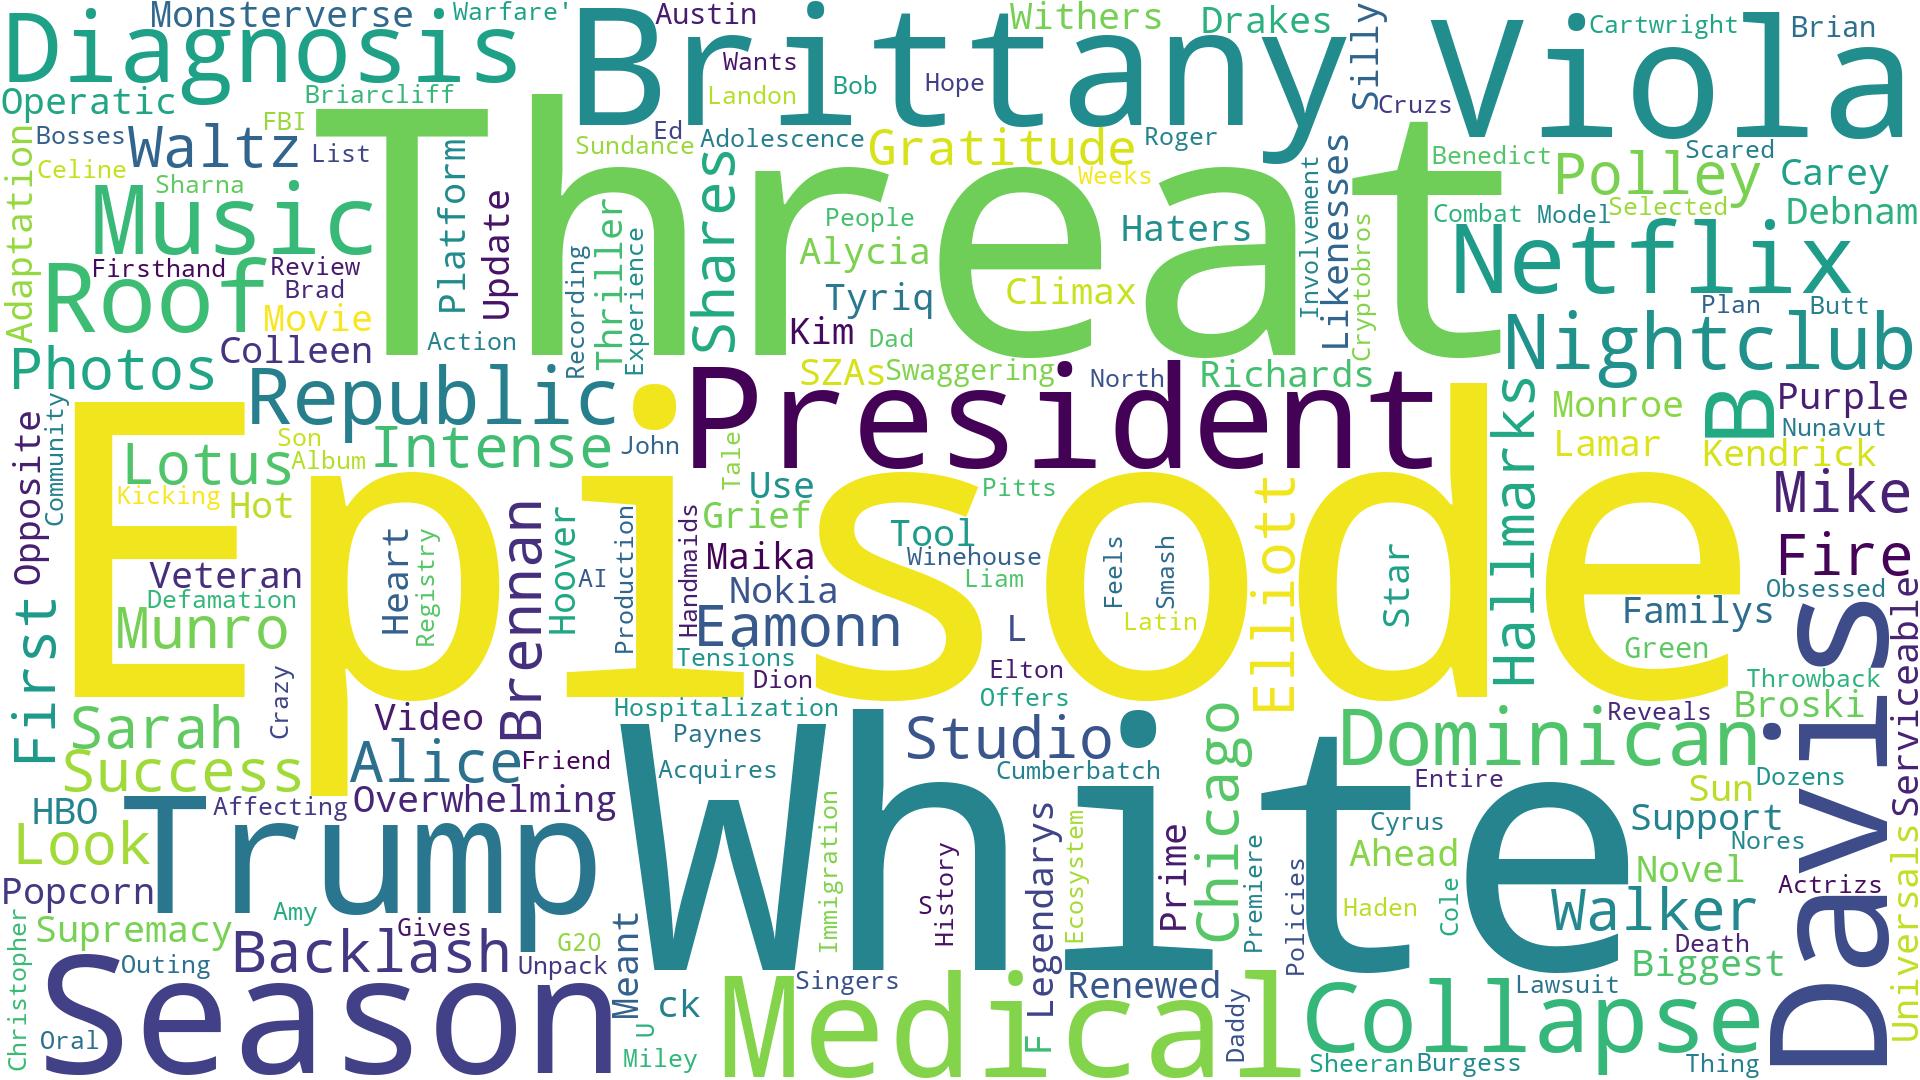 Monsterverse
Warfare'
Diagnosis
Brittany
Austin
Withers
Drakes
Silly
Viola
Cartwright
Brian
Wants
Bob
Hope
Landon
Cruzs
Operatic
Briarcliff
Threat
FBI
Bosses
Waltz
List
Celine
Sharna
Adaptation
Platform
Ed
Adolescence
Sundance
Gratitude
Roger
Weeks
Benedict
Scared
Polley
Carey
Combat
Model
Selected
Debnam
Music
Update
Shares
People
Alycia
Haters
Involvement
Likenesses
Netflix
Firsthand
Review
Brad
Roof
Movie
Recording
Thriller
Experience
Tyriq
Climax
Cryptobros
Plan
Butt
Colleen
Action
Kim
Dad
Nightclub
Photos
Republic
SZAs
Swaggering
North
Richards
President
Opposite
Community
Son
Album
Intense
John
Tale
Hallmarks
Monroe
B
Purple
Nunavut
Lamar
Kendrick
Lotus
Kicking
Hot
Episode
Use
Pitts
Elliott
Mike
Grief
Tool
Heart
Registry
Brennan
Hoover
AI
Production
Handmaids
Maika
Winehouse
Liam
Feels
Smash
Star
Fire
Veteran
Defamation
Nokia
Latin
Obsessed
Munro
Eamonn
L
Familys
Green
First
Tensions
Dion
Elton
Offers
Throwback
Serviceable
Crazy
Sarah
Video
Hospitalization
Paynes
Studio
Chicago
Dominican
Reveals
Broski
Davis
Success
Alice
Friend
Acquires
Cumberbatch
Entire
Sun
Dozens
HBO
Affecting
Overwhelming
White
Look
Trump
Immigration
Legendarys
Ecosystem
Prime
Premiere
Cyrus
Support
Nores
Ahead
Novel
Popcorn
Amy
S
History
Policies
Haden
Cole
Actrizs
Walker
Supremacy
Gives
G20
Universals
Christopher
Outing
Backlash
Unpack
Meant
Death
Biggest
Season
Singers
Renewed
Lawsuit
ck
Medical
Collapse
Oral
U
Miley
F
Daddy
Sheeran
Burgess
Thing